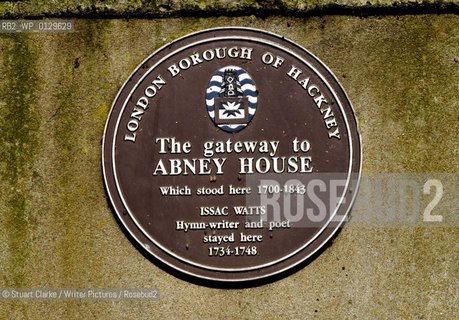 RB2_WP_0129629
LONDON BOROUGH OF HACKNEY
The gateway to
ABNEY HOUSE
Which stood here 1700-1843
ISSAC WATTS
Hymn-writer and poet
stayed here
1734-1748
ROSEBUD2
© Stuart Clarke / Writer Pictures / Rosebud2